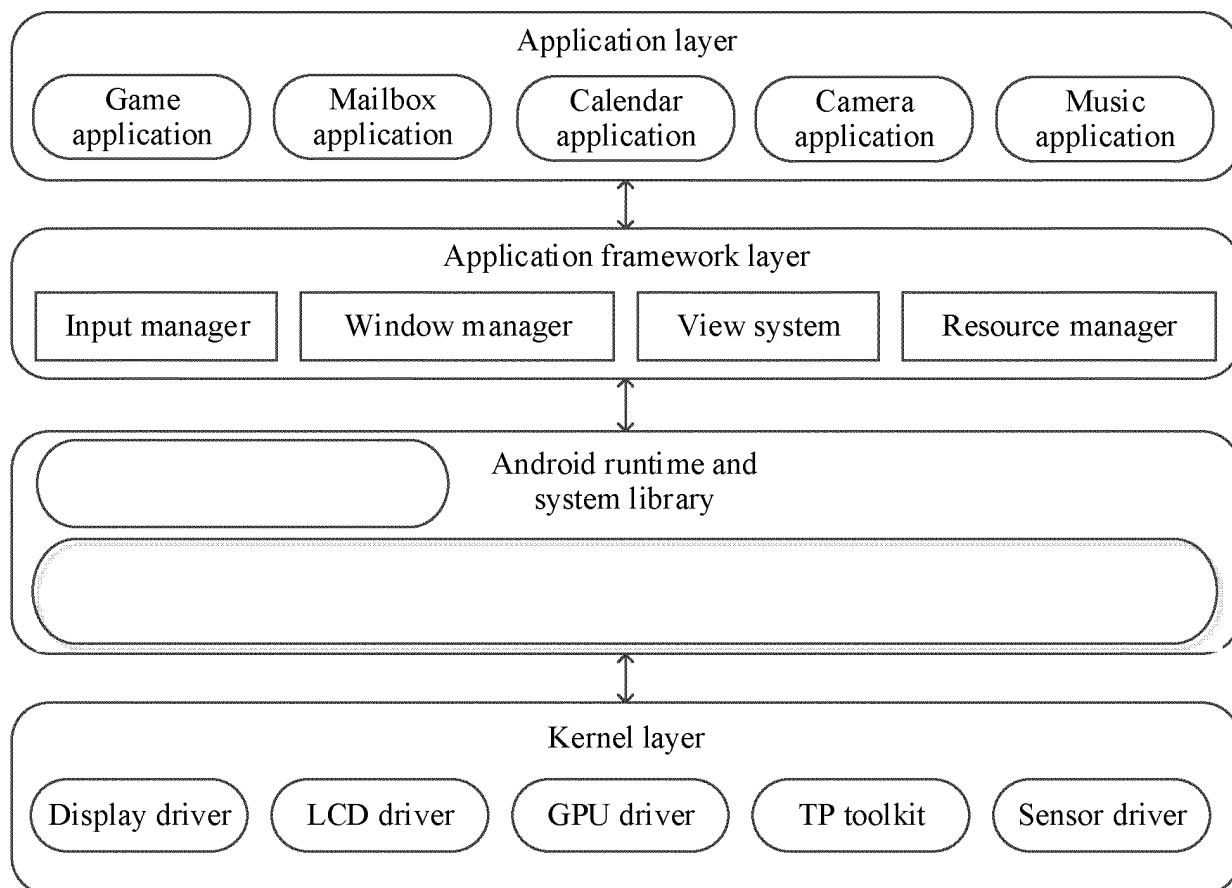 Application layer
Game
application
Mailbox
application
Calendar
application
Camera
application
Music
application
Application framework layer
Input manager
Window manager
View system
Resource manager
Android runtime and
system library
Kernel layer
Display driver
LCD driver
GPU driver
TP toolkit
Sensor driver